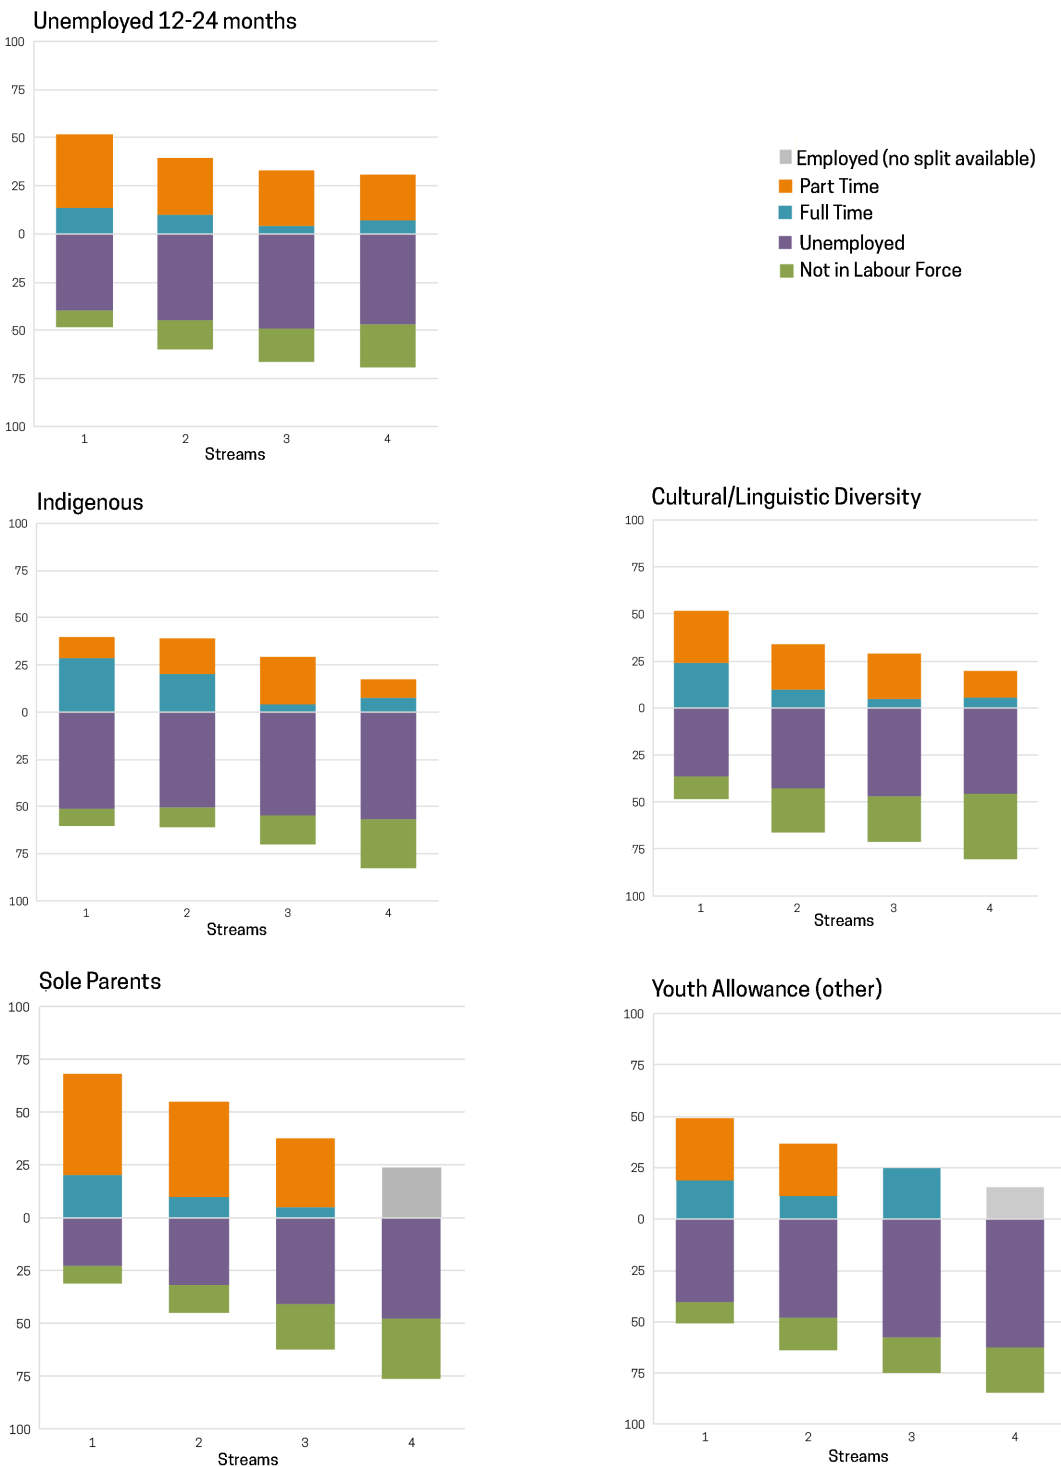 Unemployed 12-24 months
100
75
50
25
0
25
50
75
100
1 2 3 4
Streams
Employed (no split available)
Part Time
Full Time
Unemployed
Not in Labour Force
Indigenous
100
75
50
25
0
25
50
75
100
1 2 3 4
Streams
Cultural/Linguistic Diversity
100
75
50
25
0
25
50
75
100
1 2 3 4
Streams
Sole Parents
100
75
50
25
0
25
50
75
100
1 2 3 4
Streams
Youth Allowance (other)
100
75
50
25
0
25
50
75
100
1 2 3 4
Streams